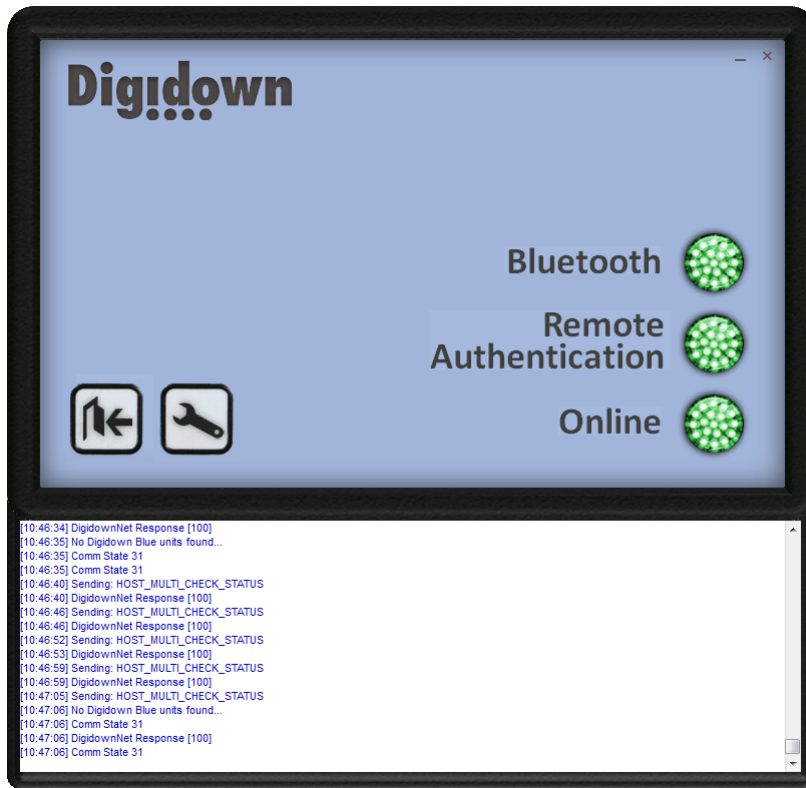 Digidown
Bluetooth
Remote
Authentication
Online
[10:46:34] DigidownNet Response [100]
[10:46:35] No Digidown Blue units found...
[10:46:35] Comm State 31
[10:46:35] Comm State 31
[10:46:40] Sending: HOST_MULTI_CHECK_STATUS
[10:46:40] DigidownNet Response [100]
[10:46:46] Sending: HOST_MULTI_CHECK_STATUS
[10:46:46] DigidownNet Response [100]
[10:46:52] Sending: HOST_MULTI_CHECK_STATUS
[10:46:53] DigidownNet Response [100]
[10:46:59] Sending: HOST_MULTI_CHECK_STATUS
[10:46:59] DigidownNet Response [100]
[10:47:05] Sending: HOST_MULTI_CHECK_STATUS
[10:47:06] No Digidown Blue units found...
[10:47:06] Comm State 31
[10:47:06] DigidownNet Response [100]
[10:47:06] Comm State 31